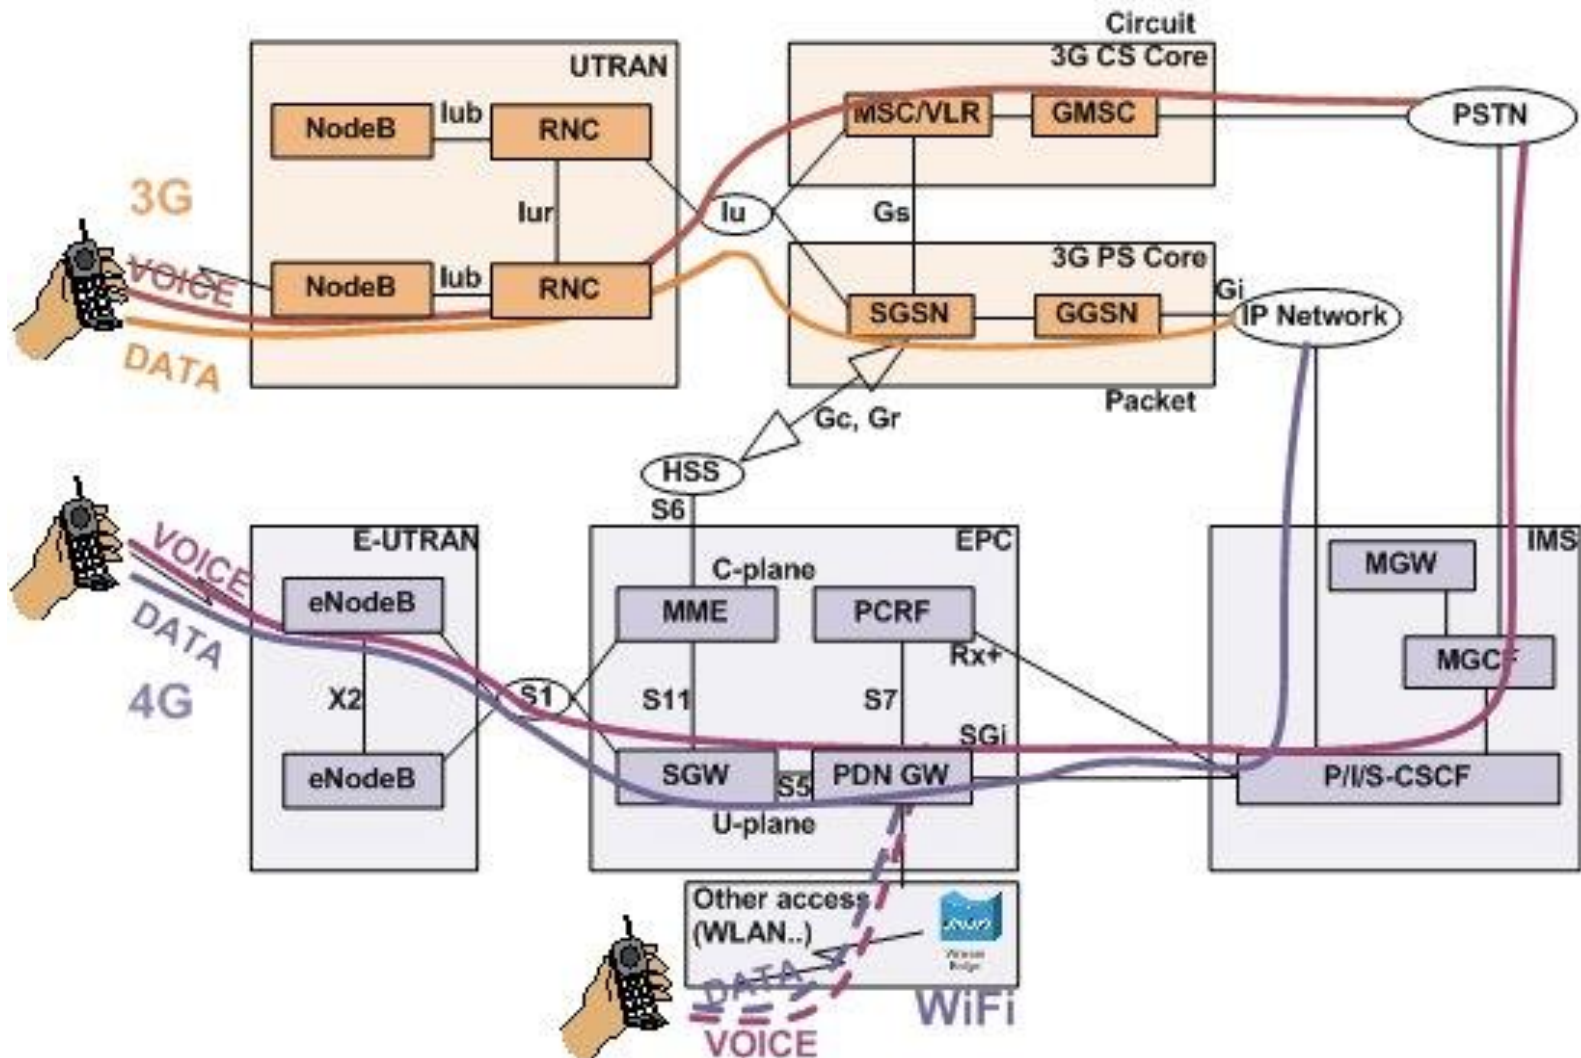 Circuit
UTRAN
3G CS Core
NodeB
Iub
RNC
MSC/VLR
GMSC
PSTN
3G
Iur
Iu
Gs
VOICE
NodeB
Iub
RNC
3G PS Core
Gi
SGSN
GGSN
IP Network
DATA
Packet
Gc, Gr
HSS
S6
VOICE
E-UTRAN
EPC
IMS
C-plane
MGW
eNodeB
MME
PCRF
DATA
Rx+
MGCF
4G
X2
S1
S11
S7
SGi
eNodeB
SGW
S5
PDN GW
P/I/S-CSCF
U-plane
Other access
(WLAN..)
DATA
WiFi
VOICE